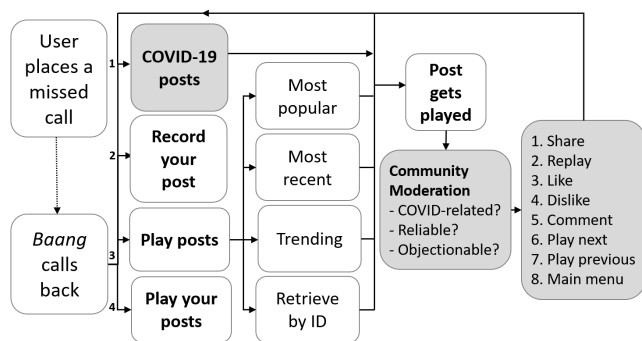 User
places a
missed
call
Baang
calls
back
1
COVID-19
posts
2
Record
your
post
3
Play posts
4
Play your
posts
Most
popular
Most
recent
Trending
Retrieve
by ID
Post
gets
played
Community
Moderation
- COVID-related?
- Reliable?
- Objectionable?
1. Share
2. Replay
3. Like
4. Dislike
5. Comment
6. Play next
7. Play previous
8. Main menu